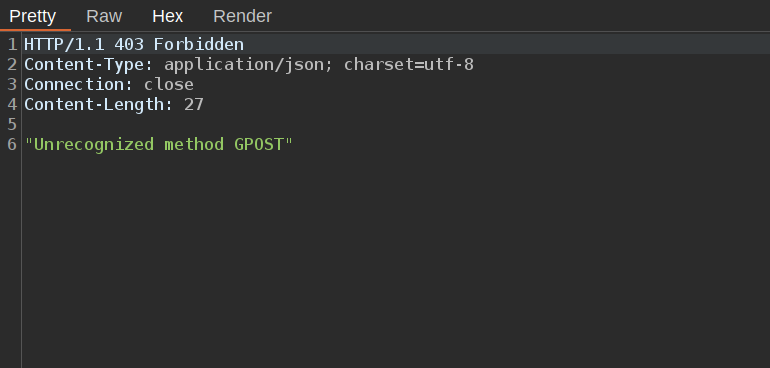 Pretty Raw Hex Render
1 HTTP/1.1 403 Forbidden
2 Content-Type: application/json; charset=utf-8
3 Connection: close
4 Content-Length: 27
5
6 "Unrecognized method GPOST"